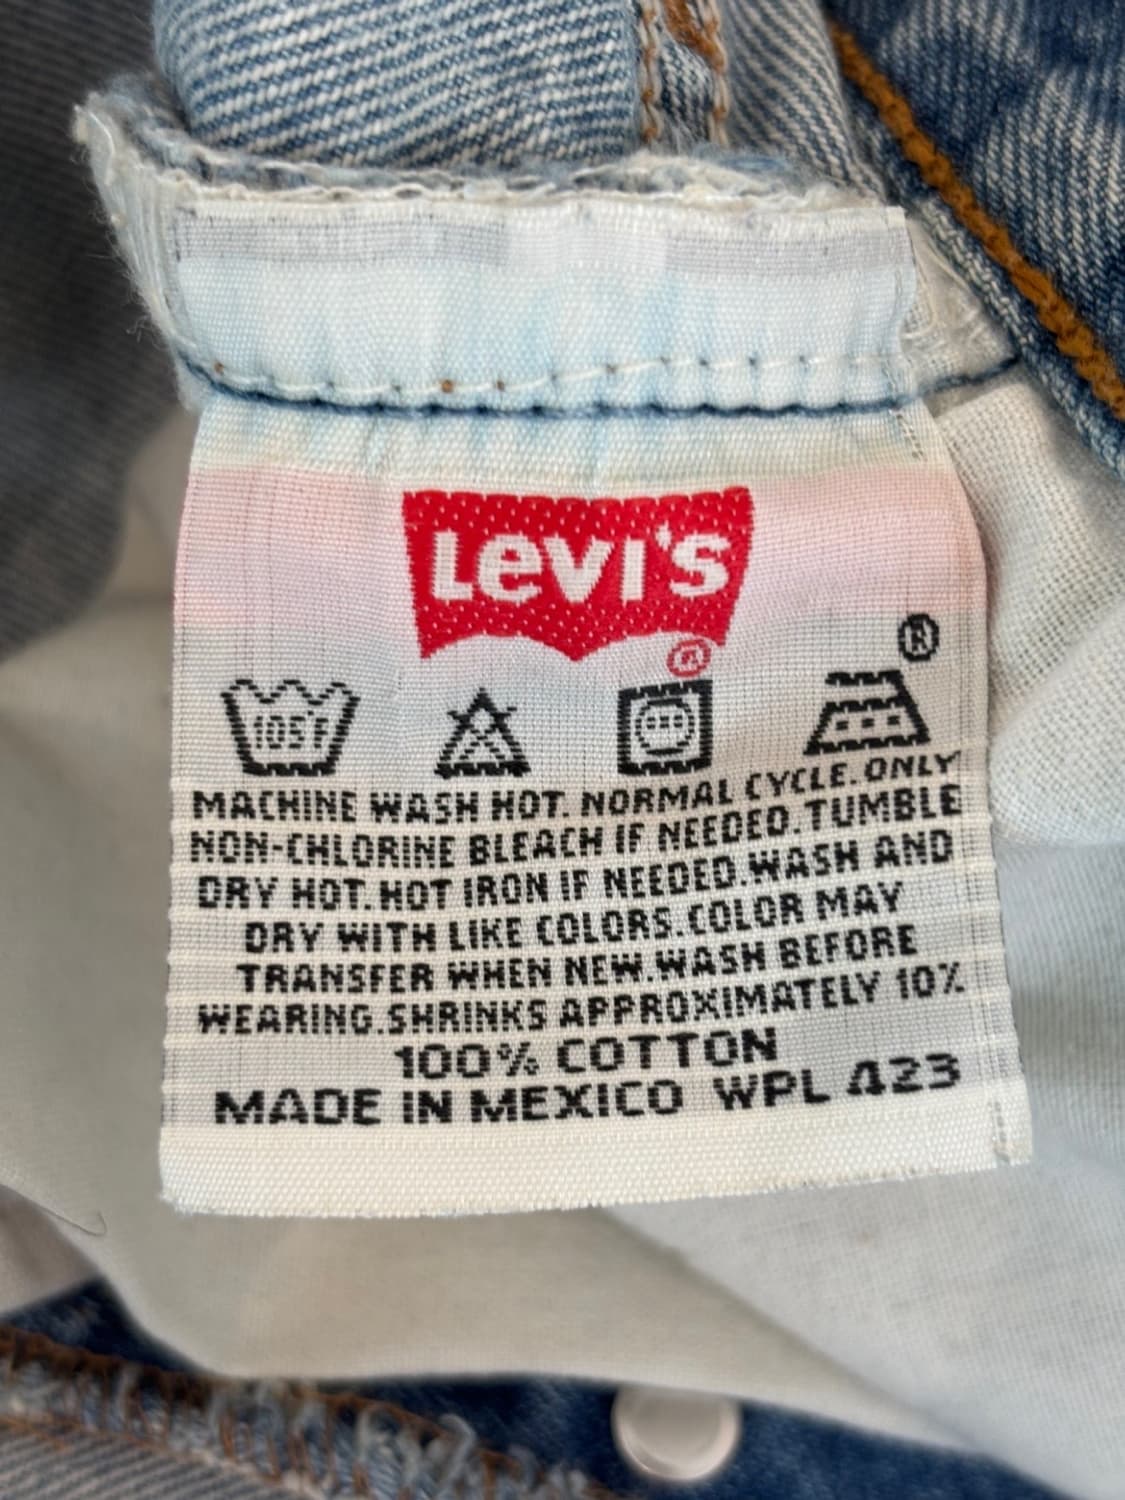 LEVI'S
®
®
105F
MACHINE WASH HOT. NORMAL CYCLE. ONLY
NON-CHLORINE BLEACH IF NEEDED. TUMBLE
DRY HOT. HOT IRON IF NEEDED. WASH AND
DRY WITH LIKE COLORS. COLOR MAY
TRANSFER WHEN NEW. WASH BEFORE
WEARING. SHRINKS APPROXIMATELY 10%
100% COTTON
MADE IN MEXICO WPL 423